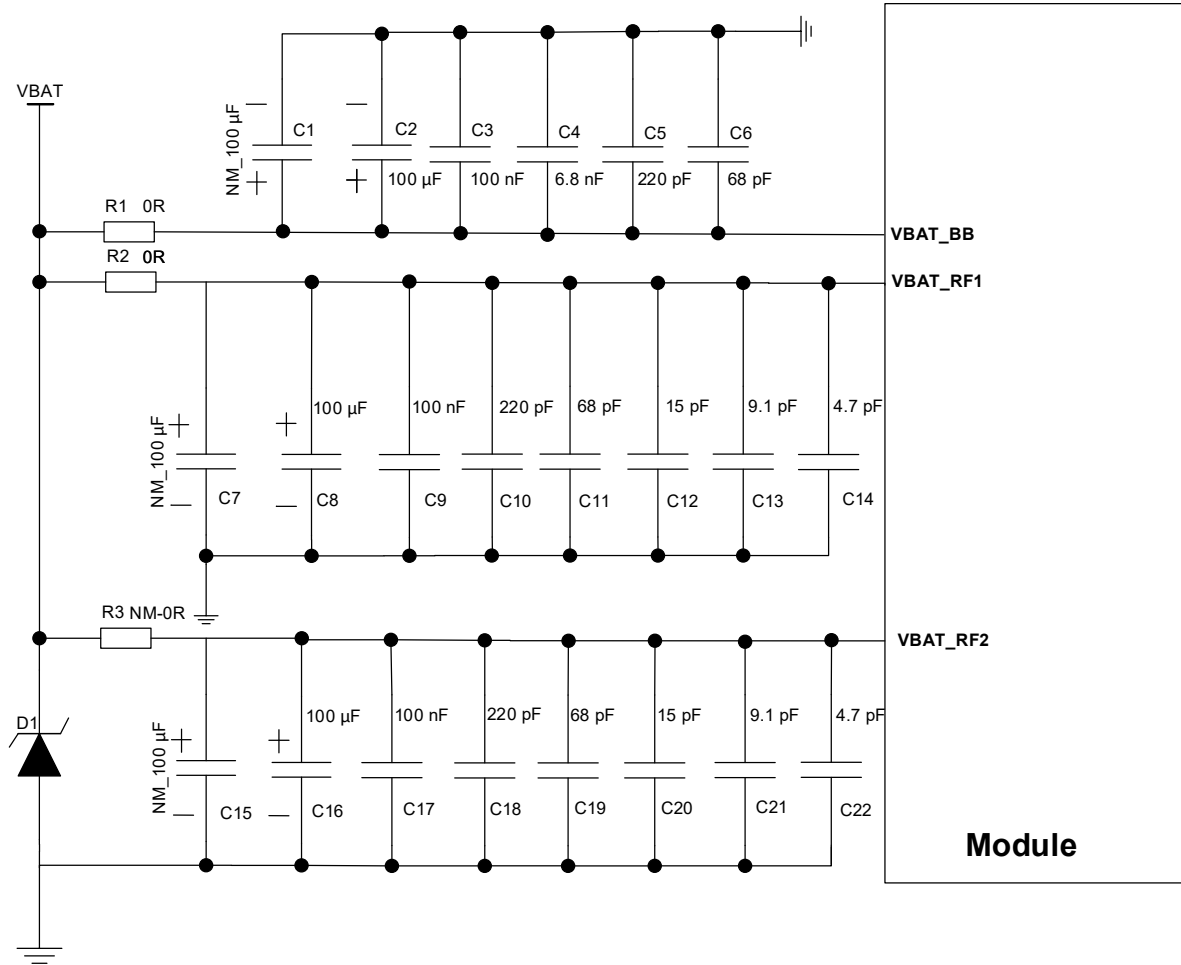 VBAT
NM_100 µF
C1
C2
C3
C4
C5
C6
100 µF
100 nF
6.8 nF
220 pF
68 pF
R1 0R
VBAT_BB
R2 0R
VBAT_RF1
NM_100 µF
100 µF
100 nF
220 pF
68 pF
15 pF
9.1 pF
4.7 pF
C7
C8
C9
C10
C11
C12
C13
C14
R3 NM-0R
VBAT_RF2
D1
NM_100 µF
100 µF
100 nF
220 pF
68 pF
15 pF
9.1 pF
4.7 pF
C15
C16
C17
C18
C19
C20
C21
C22
Module